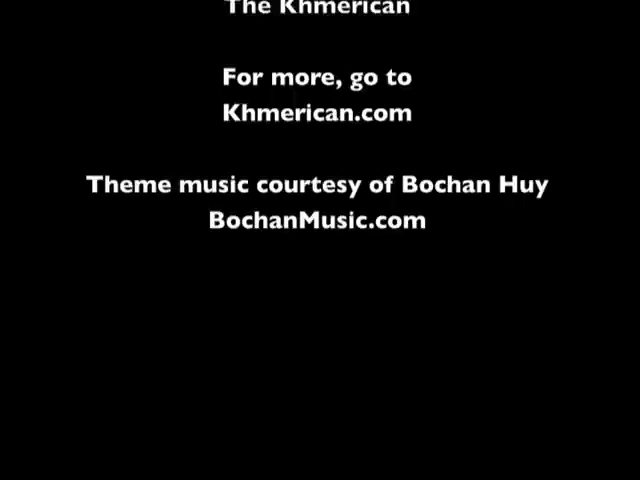 The Khmerican
For more, go to
Khmerican.com
Theme music courtesy of Bochan Huy
BochanMusic.com